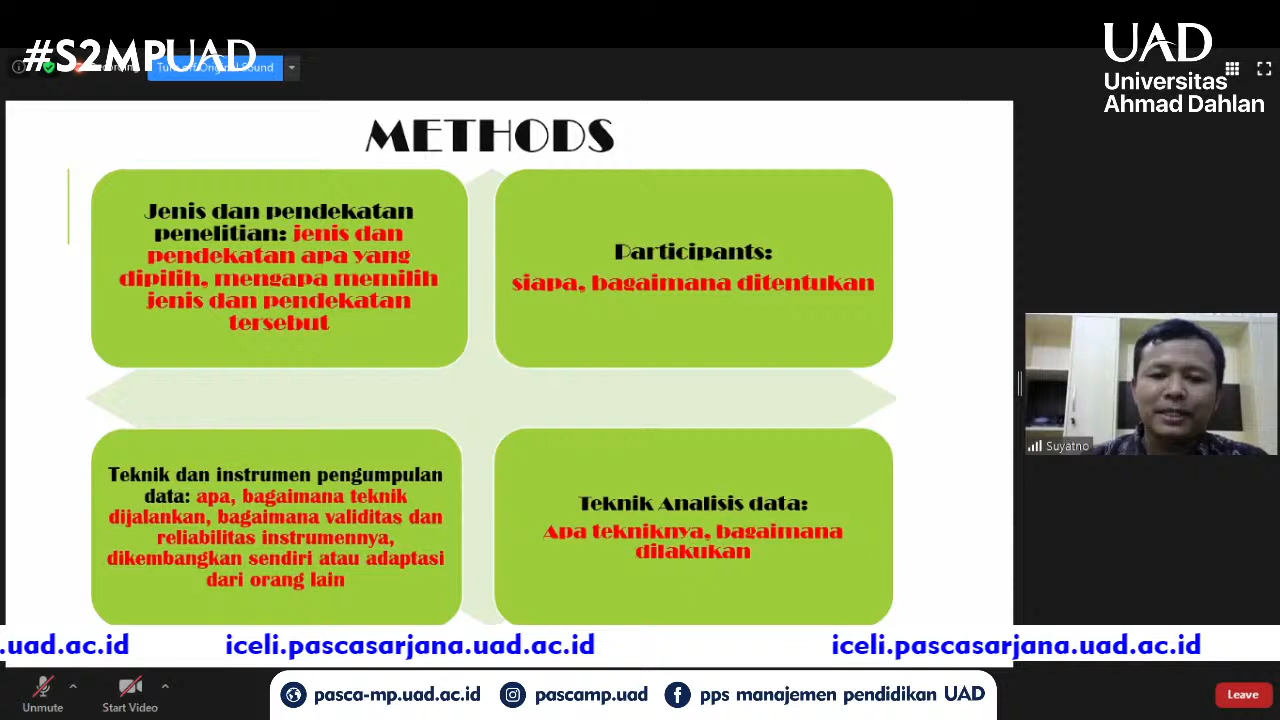 #S2MPUAD
Turn off Original Sound
UAD
Universitas
Ahmad Dahlan
METHODS
Jenis dan pendekatan
penelitian: jenis dan
pendekatan apa yang
dipilih, mengapa memilih
jenis dan pendekatan
tersebut
Participants:
siapa, bagaimana ditentukan
Teknik dan instrumen pengumpulan
data: apa, bagaimana teknik
dijalankan, bagaimana validitas dan
reliabilitas instrumennya,
dikembangkan sendiri atau adaptasi
dari orang lain
Teknik Analisis data:
Apa tekniknya, bagaimana
dilakukan
Suyatno
.uad.ac.id iceli.pascasarjana.uad.ac.id iceli.pascasarjana.uad.ac.id
Unmute Start Video
pasca-mp.uad.ac.id pascamp.uad pps manajemen pendidikan UAD
Leave